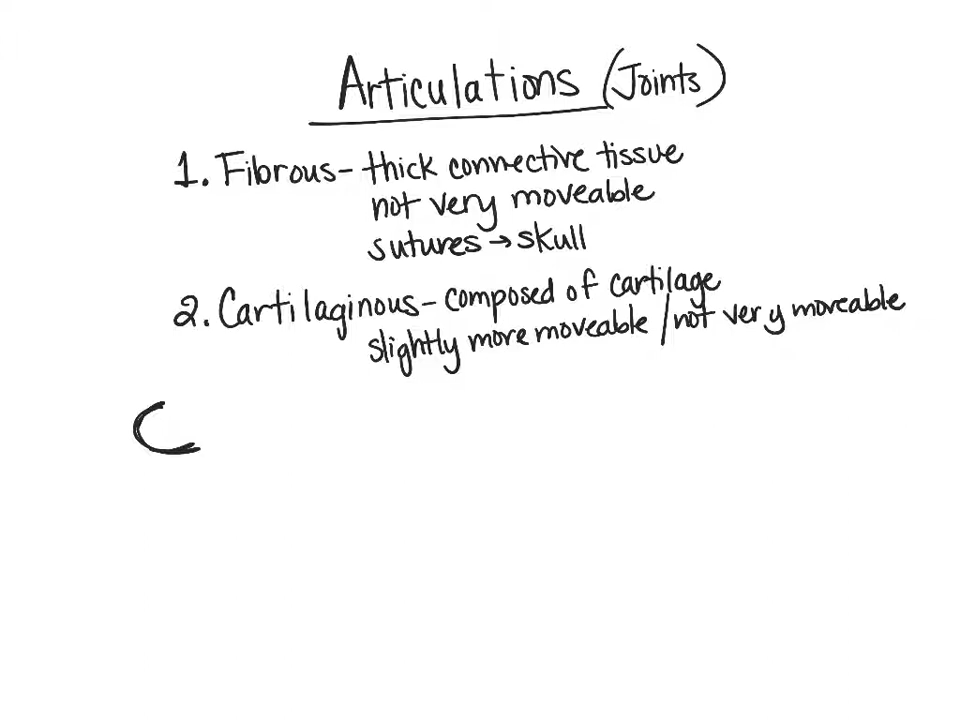 Articulations (Joints)
1. Fibrous - thick connective tissue
not very moveable
sutures → skull
2. Cartilaginous - composed of cartilage
slightly more moveable / not very moveable